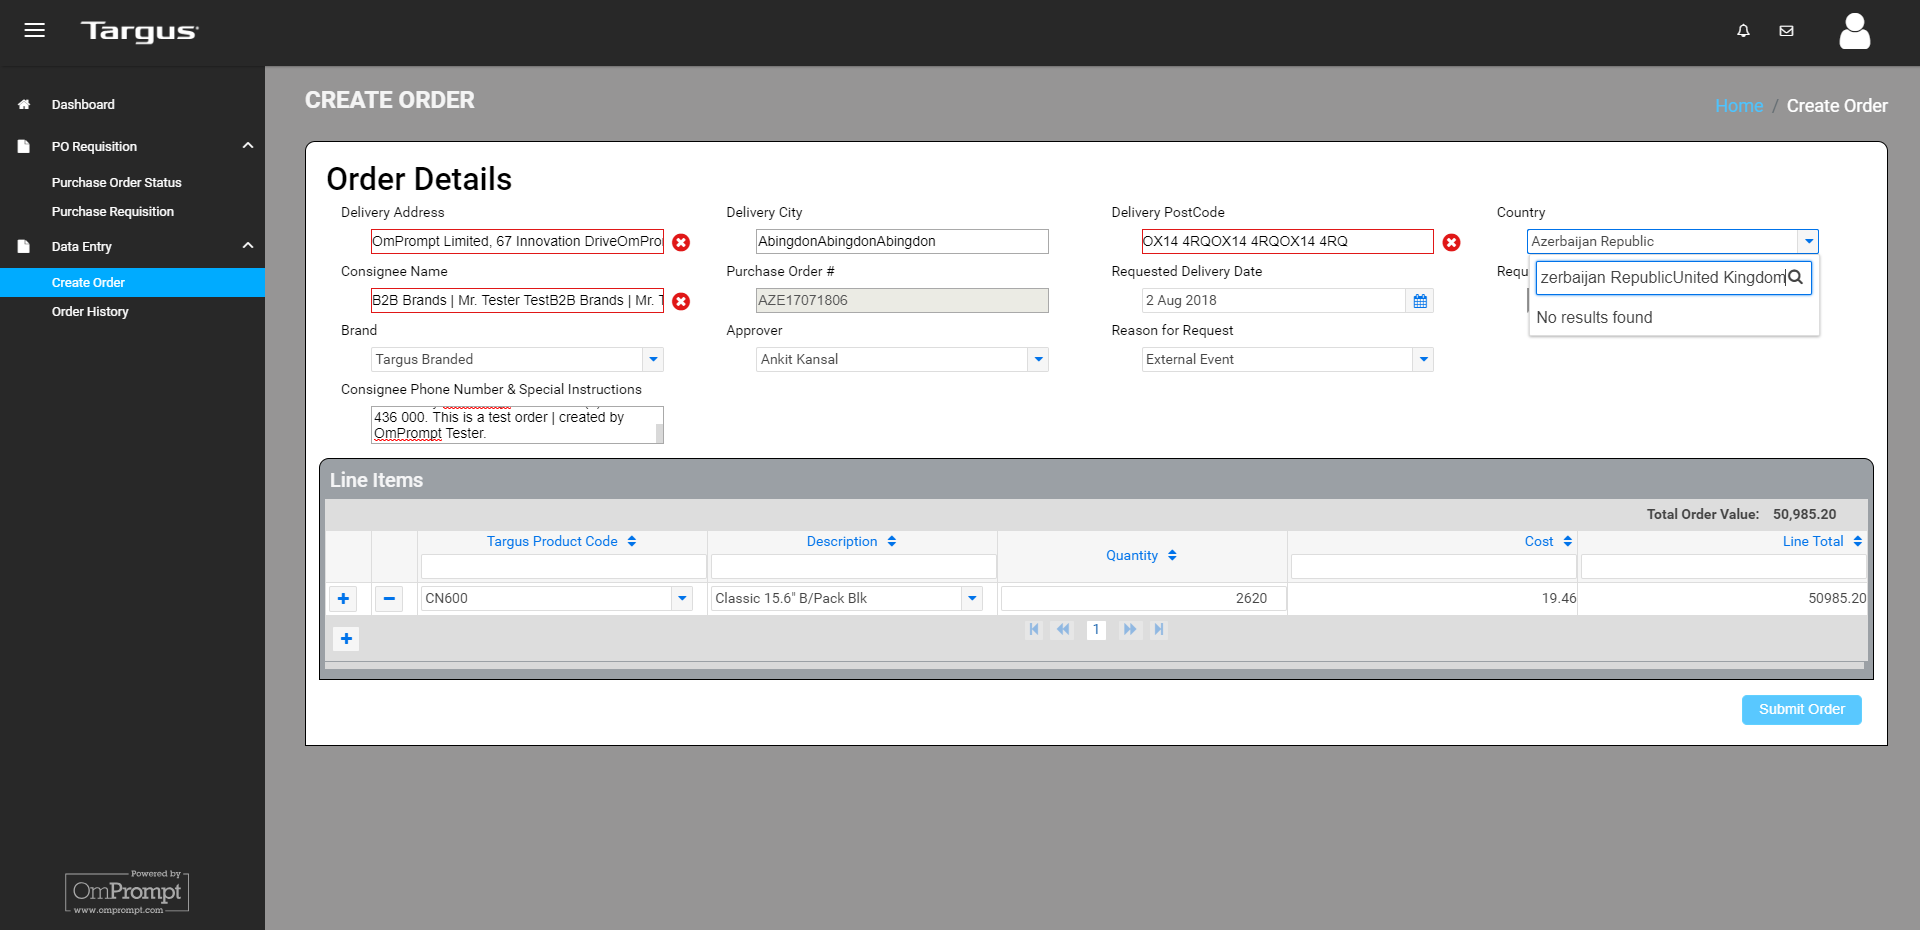 Targus
Dashboard
PO Requisition
Purchase Order Status
Purchase Requisition
Data Entry
Create Order
Order History
Powered by
OmPrompt
www.omprompt.com
CREATE ORDER
Home / Create Order
Order Details
Delivery Address
Delivery City
Delivery PostCode
Country
OmPrompt Limited, 67 Innovation DriveOmPro
AbingdonAbingdonAbingdon
OX14 4RQOX14 4RQOX14 4RQ
Azerbaijan Republic
Consignee Name
Purchase Order #
Requested Delivery Date
Requ
zerbaijan RepublicUnited Kingdom
B2B Brands | Mr. Tester TestB2B Brands | Mr. T
AZE17071806
2 Aug 2018
No results found
Brand
Approver
Reason for Request
Targus Branded
Ankit Kansal
External Event
Consignee Phone Number & Special Instructions
436 000. This is a test order | created by
OmPrompt Tester.
Line Items
Total Order Value: 50,985.20
Targus Product Code
Description
Quantity
Cost
Line Total
CN600
Classic 15.6" B/Pack Blk
2620
19.46
50985.20
1
Submit Order